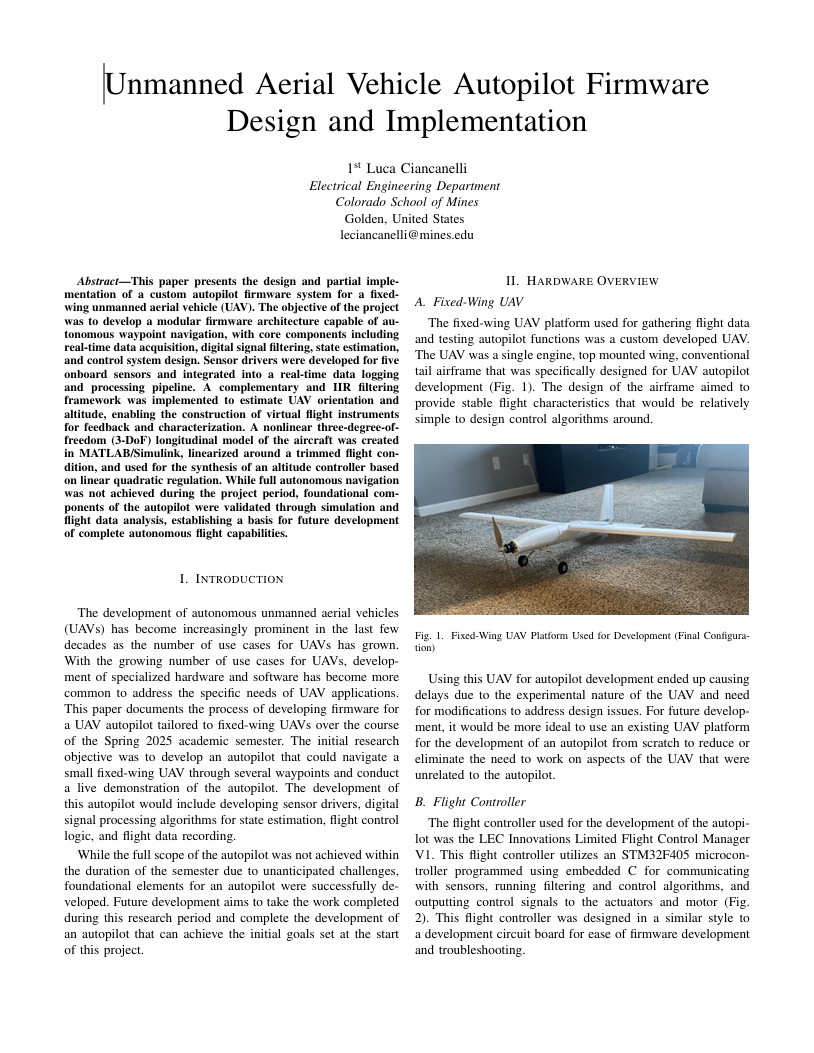 Unmanned Aerial Vehicle Autopilot Firmware
Design and Implementation
1st Luca Ciancanelli
Electrical Engineering Department
Colorado School of Mines
Golden, United States
leciancanelli@mines.edu
Abstract—This paper presents the design and partial imple-
mentation of a custom autopilot firmware system for a fixed-
wing unmanned aerial vehicle (UAV). The objective of the project
was to develop a modular firmware architecture capable of au-
tonomous waypoint navigation, with core components including
real-time data acquisition, digital signal filtering, state estimation,
and control system design. Sensor drivers were developed for five
onboard sensors and integrated into a real-time data logging
and processing pipeline. A complementary and IIR filtering
framework was implemented to estimate UAV orientation and
altitude, enabling the construction of virtual flight instruments
for feedback and characterization. A nonlinear three-degree-of-
freedom (3-DoF) longitudinal model of the aircraft was created
in MATLAB/Simulink, linearized around a trimmed flight con-
dition, and used for the synthesis of an altitude controller based
on linear quadratic regulation. While full autonomous navigation
was not achieved during the project period, foundational com-
ponents of the autopilot were validated through simulation and
flight data analysis, establishing a basis for future development
of complete autonomous flight capabilities.
I. Introduction
The development of autonomous unmanned aerial vehicles
(UAVs) has become increasingly prominent in the last few
decades as the number of use cases for UAVs has grown.
With the growing number of use cases for UAVs, develop-
ment of specialized hardware and software has become more
common to address the specific needs of UAV applications.
This paper documents the process of developing firmware for
a UAV autopilot tailored to fixed-wing UAVs over the course
of the Spring 2025 academic semester. The initial research
objective was to develop an autopilot that could navigate a
small fixed-wing UAV through several waypoints and conduct
a live demonstration of the autopilot. The development of
this autopilot would include developing sensor drivers, digital
signal processing algorithms for state estimation, flight control
logic, and flight data recording.
While the full scope of the autopilot was not achieved within
the duration of the semester due to unanticipated challenges,
foundational elements for an autopilot were successfully de-
veloped. Future development aims to take the work completed
during this research period and complete the development of
an autopilot that can achieve the initial goals set at the start
of this project.
II. Hardware Overview
A. Fixed-Wing UAV
The fixed-wing UAV platform used for gathering flight data
and testing autopilot functions was a custom developed UAV.
The UAV was a single engine, top mounted wing, conventional
tail airframe that was specifically designed for UAV autopilot
development (Fig. 1). The design of the airframe aimed to
provide stable flight characteristics that would be relatively
simple to design control algorithms around.
Fig. 1. Fixed-Wing UAV Platform Used for Development (Final Configura-
tion)
Using this UAV for autopilot development ended up causing
delays due to the experimental nature of the UAV and need
for modifications to address design issues. For future develop-
ment, it would be more ideal to use an existing UAV platform
for the development of an autopilot from scratch to reduce or
eliminate the need to work on aspects of the UAV that were
unrelated to the autopilot.
B. Flight Controller
The flight controller used for the development of the autopi-
lot was the LEC Innovations Limited Flight Control Manager
V1. This flight controller utilizes an STM32F405 microcon-
troller programmed using embedded C for communicating
with sensors, running filtering and control algorithms, and
outputting control signals to the actuators and motor (Fig.
2). This flight controller was designed in a similar style to
a development circuit board for ease of firmware development
and troubleshooting.